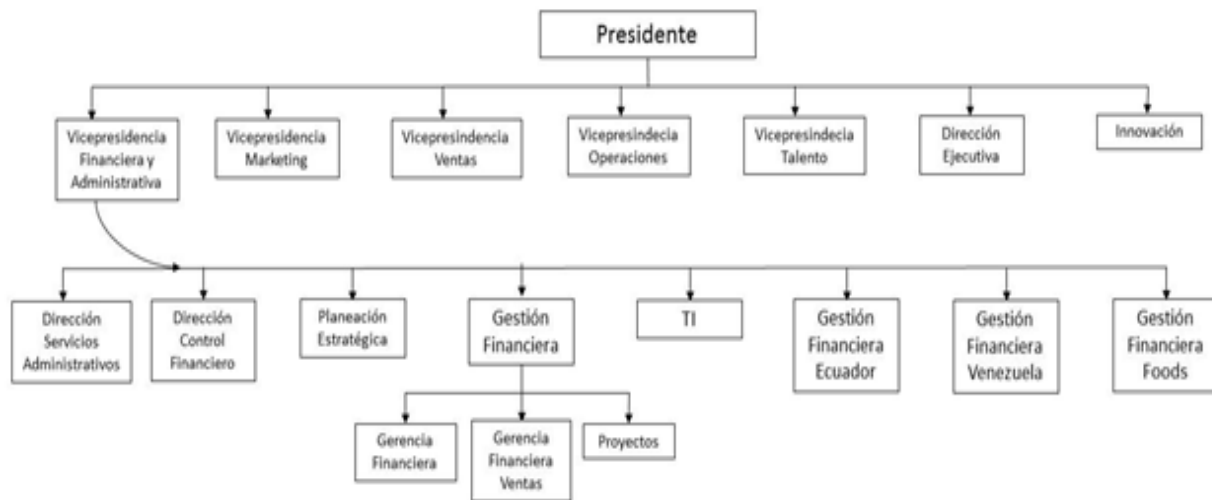 Presidente
Vicepresidencia
Financiera y
Administrativa
Vicepresidencia
Marketing
Vicepresindencia
Ventas
Vicepresindecia
Operaciones
Vicepresindecia
Talento
Dirección
Ejecutiva
Innovación
Dirección
Servicios
Administrativos
Dirección
Control
Financiero
Planeación
Estratégica
Gestión
Financiera
TI
Gestión
Financiera
Ecuador
Gestión
Financiera
Venezuela
Gestión
Financiera
Foods
Gerencia
Financiera
Gerencia
Financiera
Ventas
Proyectos